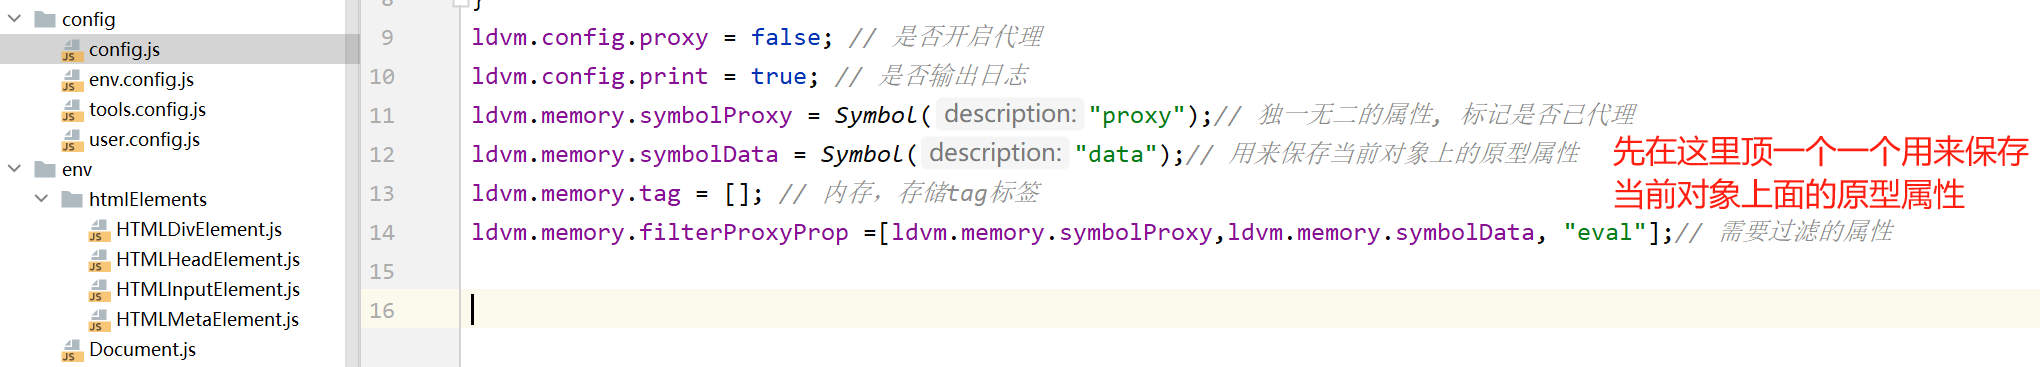 config
config.js
env.config.js
tools.config.js
user.config.js
env
htmlElements
HTMLDivElement.js
HTMLHeadElement.js
HTMLInputElement.js
HTMLMetaElement.js
Document.js
8 }
9 ldvm.config.proxy = false; // 是否开启代理
10 ldvm.config.print = true; // 是否输出日志
11 ldvm.memory.symbolProxy = Symbol( description: "proxy");// 独一无二的属性, 标记是否已代理
12 ldvm.memory.symbolData = Symbol( description: "data");// 用来保存当前对象上的原型属性
13 ldvm.memory.tag = []; // 内存，存储tag标签
14 ldvm.memory.filterProxyProp =[ldvm.memory.symbolProxy,ldvm.memory.symbolData, "eval"];// 需要过滤的属性
15
16
先在这里顶一个一个用来保存
当前对象上面的原型属性